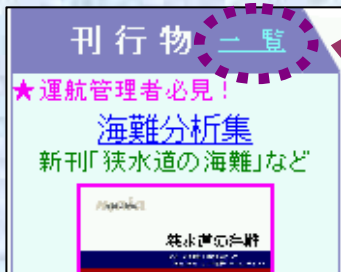 刊行物 一覧
★運航管理者必見！
海難分析集
新刊「狭水道の海難」など
狭水道の海難